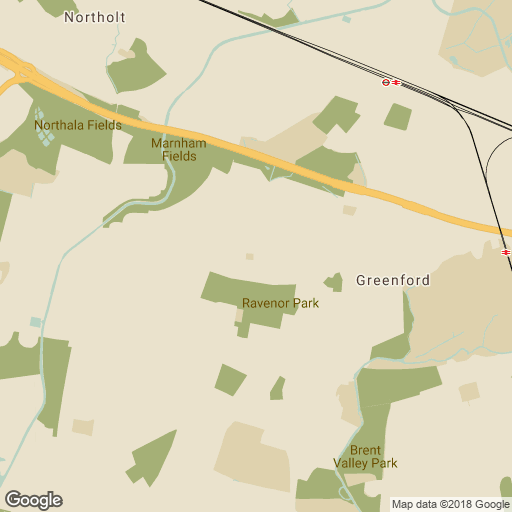 Northolt
Northala Fields
Marnham
Fields
Greenford
Ravenor Park
Brent
Valley Park
Google
Map data ©2018 Google